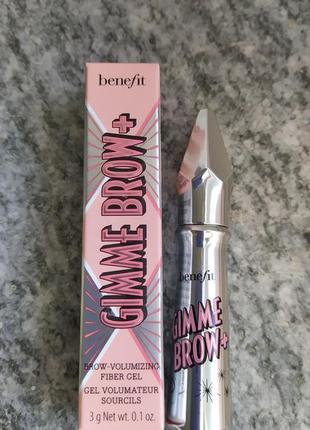 benefit
GIMME BROW+
BROW-VOLUMIZING
FIBER GEL
GEL VOLUMATEUR
SOURCILS
3 g Net wt. 0.1 oz.
benefit
GIMME
BROW+